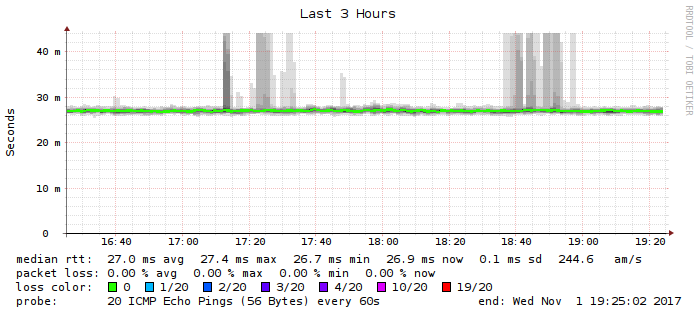 Last 3 Hours
RRDTOOL / TOBI OETIKER
Seconds
40 m
30 m
20 m
10 m
0
16:40 17:00 17:20 17:40 18:00 18:20 18:40 19:00 19:20
median rtt: 27.0 ms avg 27.4 ms max 26.7 ms min 26.9 ms now 0.1 ms sd 244.6 am/s
packet loss: 0.00 % avg 0.00 % max 0.00 % min 0.00 % now
loss color: 0 1/20 2/20 3/20 4/20 10/20 19/20
probe: 20 ICMP Echo Pings (56 Bytes) every 60s end: Wed Nov 1 19:25:02 2017